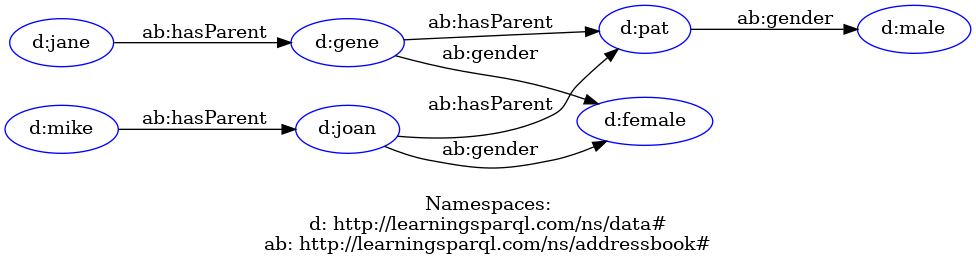 d:jane
ab:hasParent
d:gene
ab:hasParent
d:pat
ab:gender
d:male
ab:gender
d:mike
ab:hasParent
d:joan
ab:hasParent
d:female
ab:gender
Namespaces:
d: http://learningsparql.com/ns/data#
ab: http://learningsparql.com/ns/addressbook#